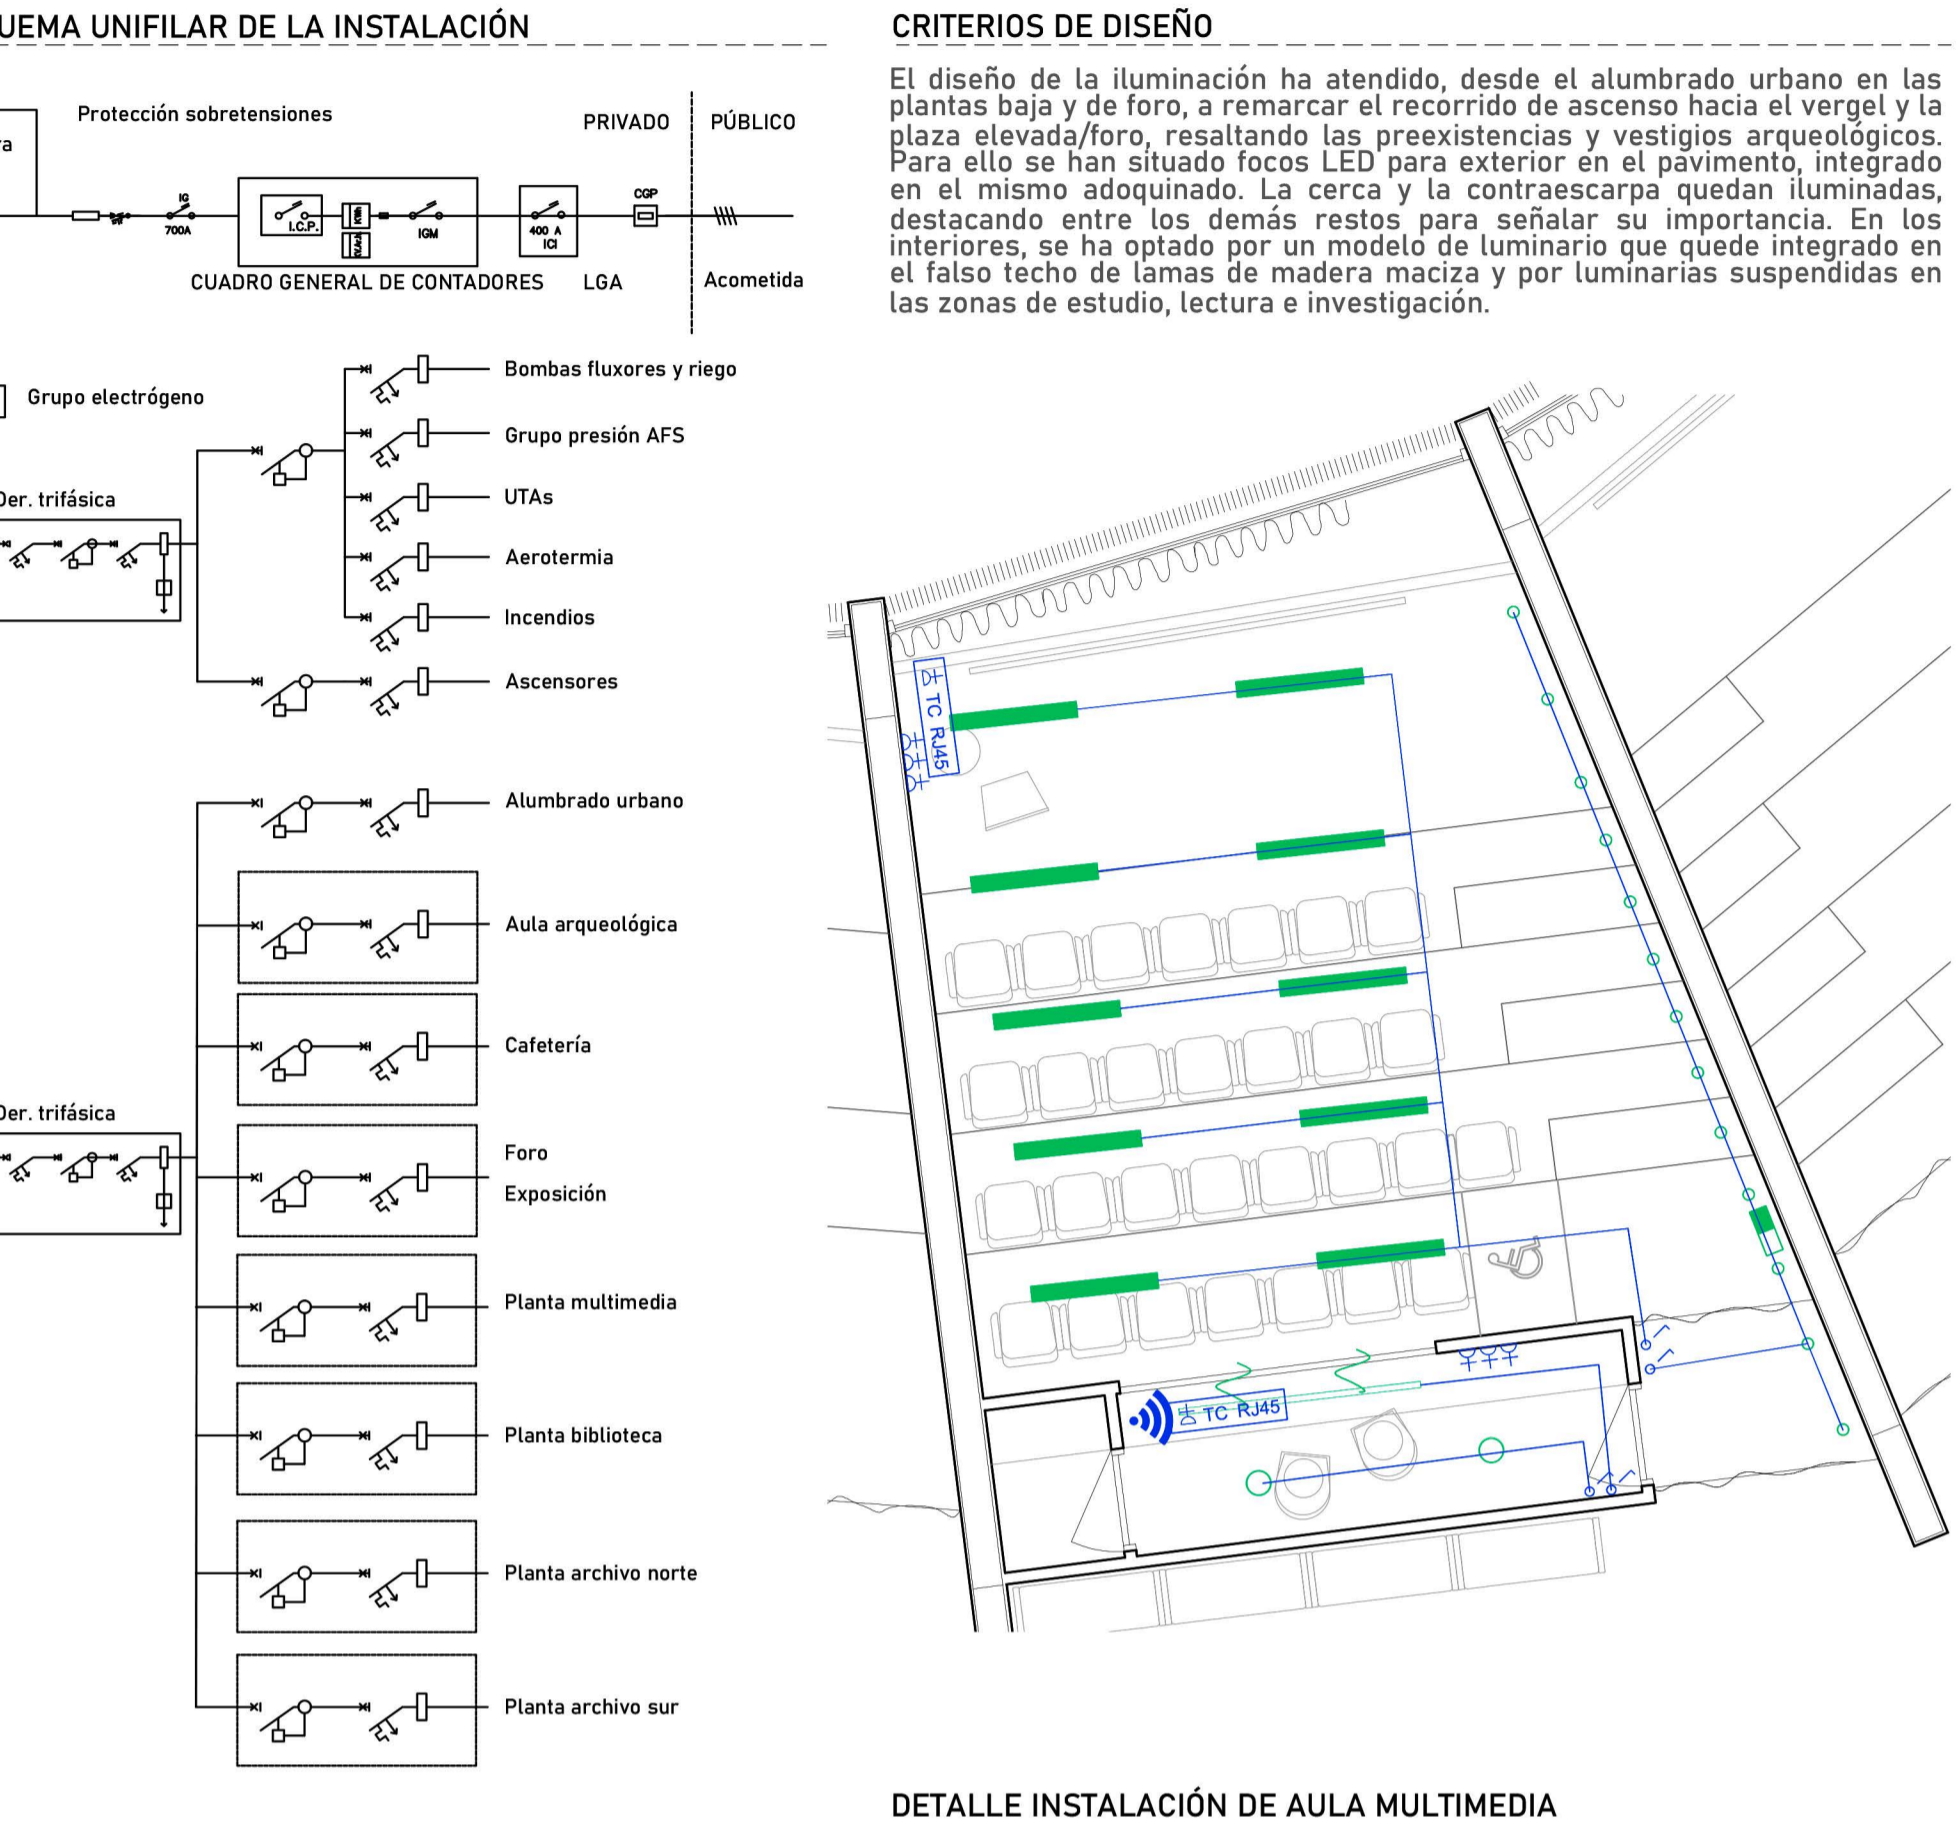 UEMA UNIFILAR DE LA INSTALACIÓN
Protección sobretensiones
PRIVADO
PÚBLICO
ra
IG
700A
I.C.P.
KWh
IGM
400 A
ICI
CGP
CUADRO GENERAL DE CONTADORES
LGA
Acometida
Grupo electrógeno
Der. trifásica
Bombas fluxores y riego
Grupo presión AFS
UTAs
Aerotermia
Incendios
Ascensores
Alumbrado urbano
Aula arqueológica
Cafetería
Der. trifásica
Foro
Exposición
Planta multimedia
Planta biblioteca
Planta archivo norte
Planta archivo sur
CRITERIOS DE DISEÑO
El diseño de la iluminación ha atendido, desde el alumbrado urbano en las
plantas baja y de foro, a remarcar el recorrido de ascenso hacia el vergel y la
plaza elevada/foro, resaltando las preexistencias y vestigios arqueológicos.
Para ello se han situado focos LED para exterior en el pavimento, integrado
en el mismo adoquinado. La cerca y la contraescarpa quedan iluminadas,
destacando entre los demás restos para señalar su importancia. En los
interiores, se ha optado por un modelo de luminario que quede integrado en
el falso techo de lamas de madera maciza y por luminarias suspendidas en
las zonas de estudio, lectura e investigación.
TC RJ45
TC RJ45
DETALLE INSTALACIÓN DE AULA MULTIMEDIA